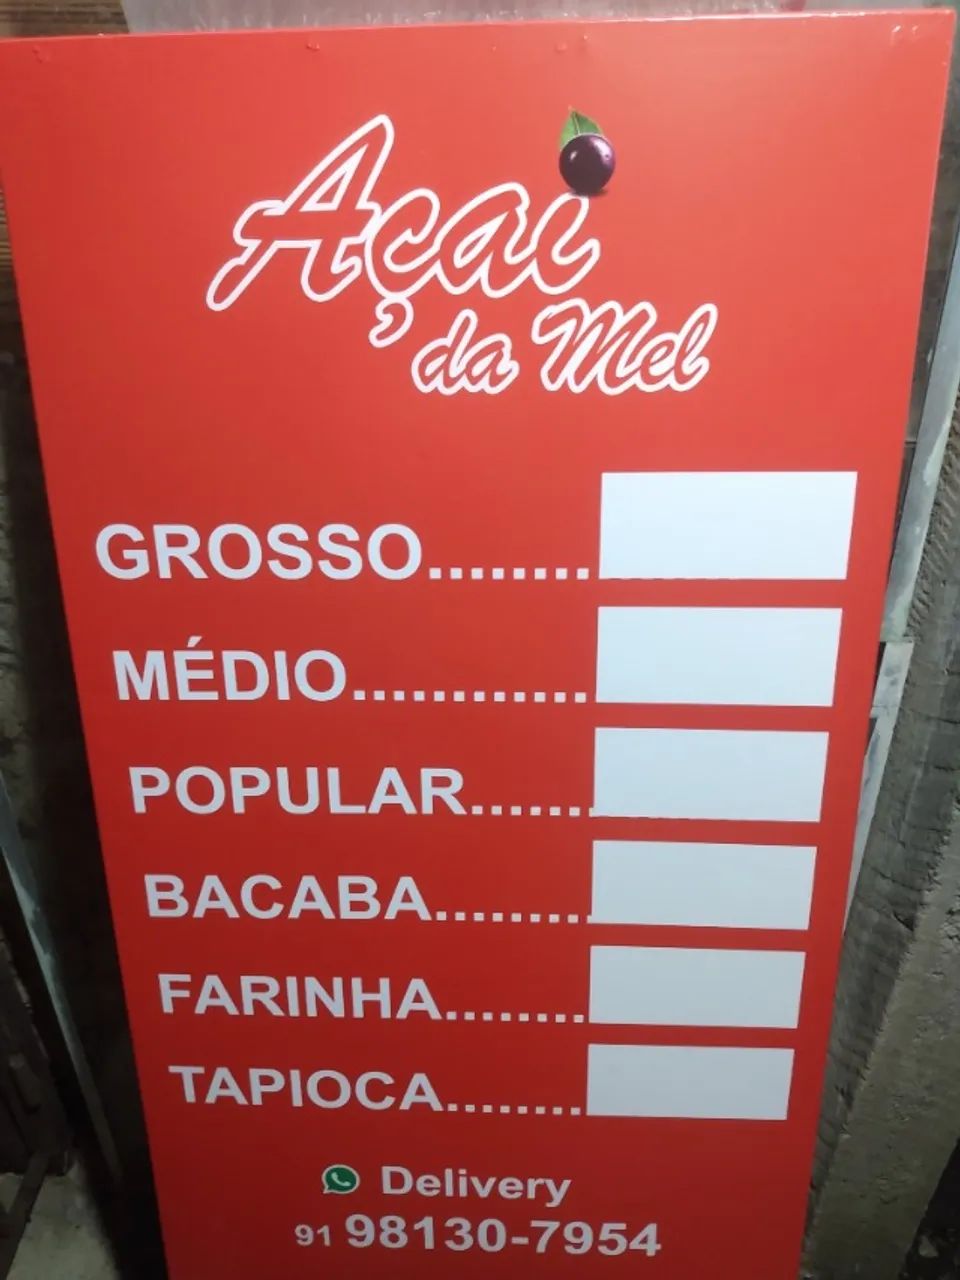 Açaí
da Mel
GROSSO........
MÉDIO............
POPULAR.......
BACABA.........
FARINHA........
TAPIOCA........
Delivery
91 98130-7954